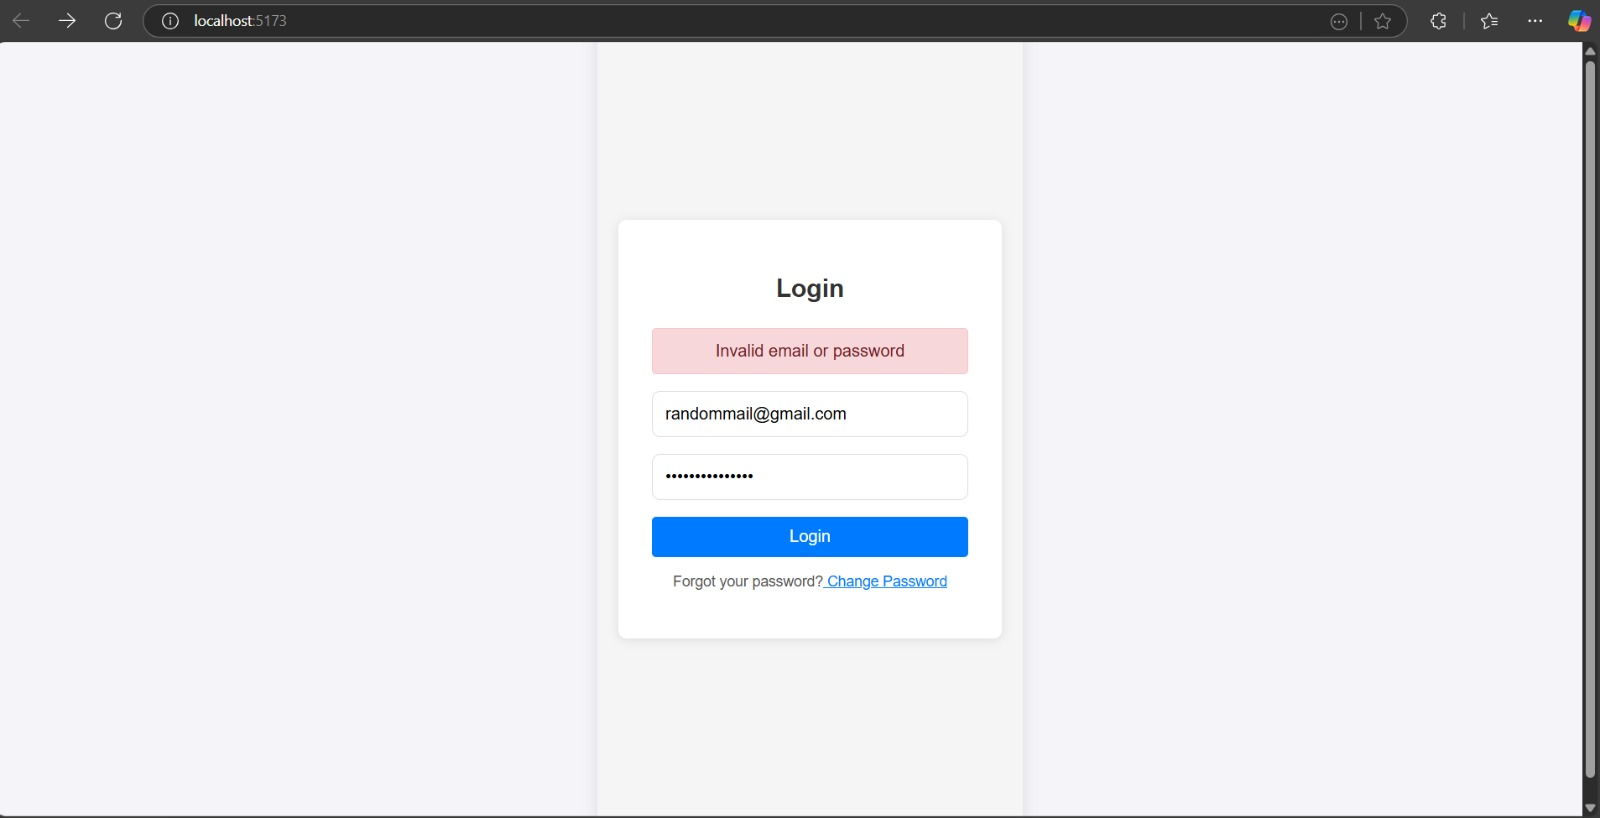 localhost:5173
Login
Invalid email or password
randommail@gmail.com
•••••••••••••••
Login
Forgot your password? Change Password